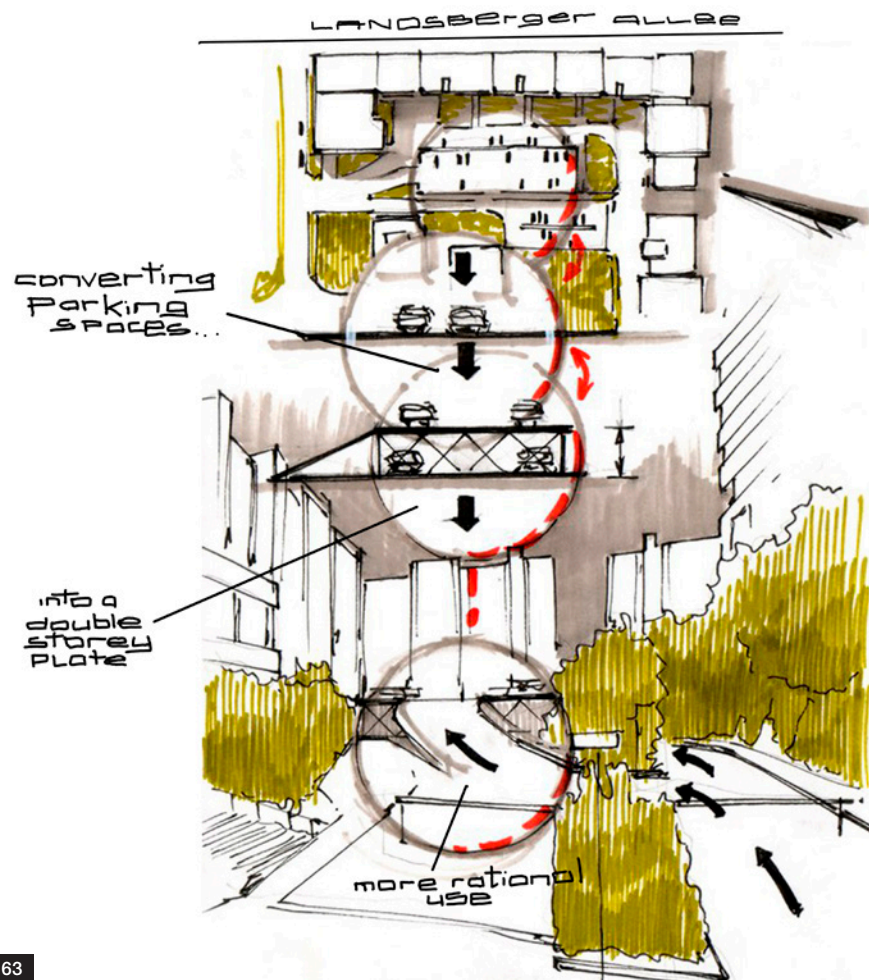 LANDSBERGER ALLEE
converting
Parking
spaces...
into a
double
storey
plate
more rational
use
63